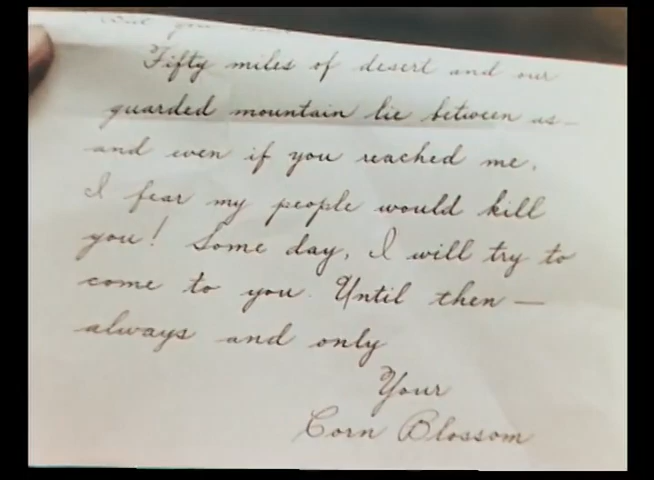 Fifty miles of desert and our
guarded mountain lie between us—
and even if you reached me,
I fear my people would kill
you! Some day, I will try to
come to you. Until then —
always and only
Your
Corn Blossom